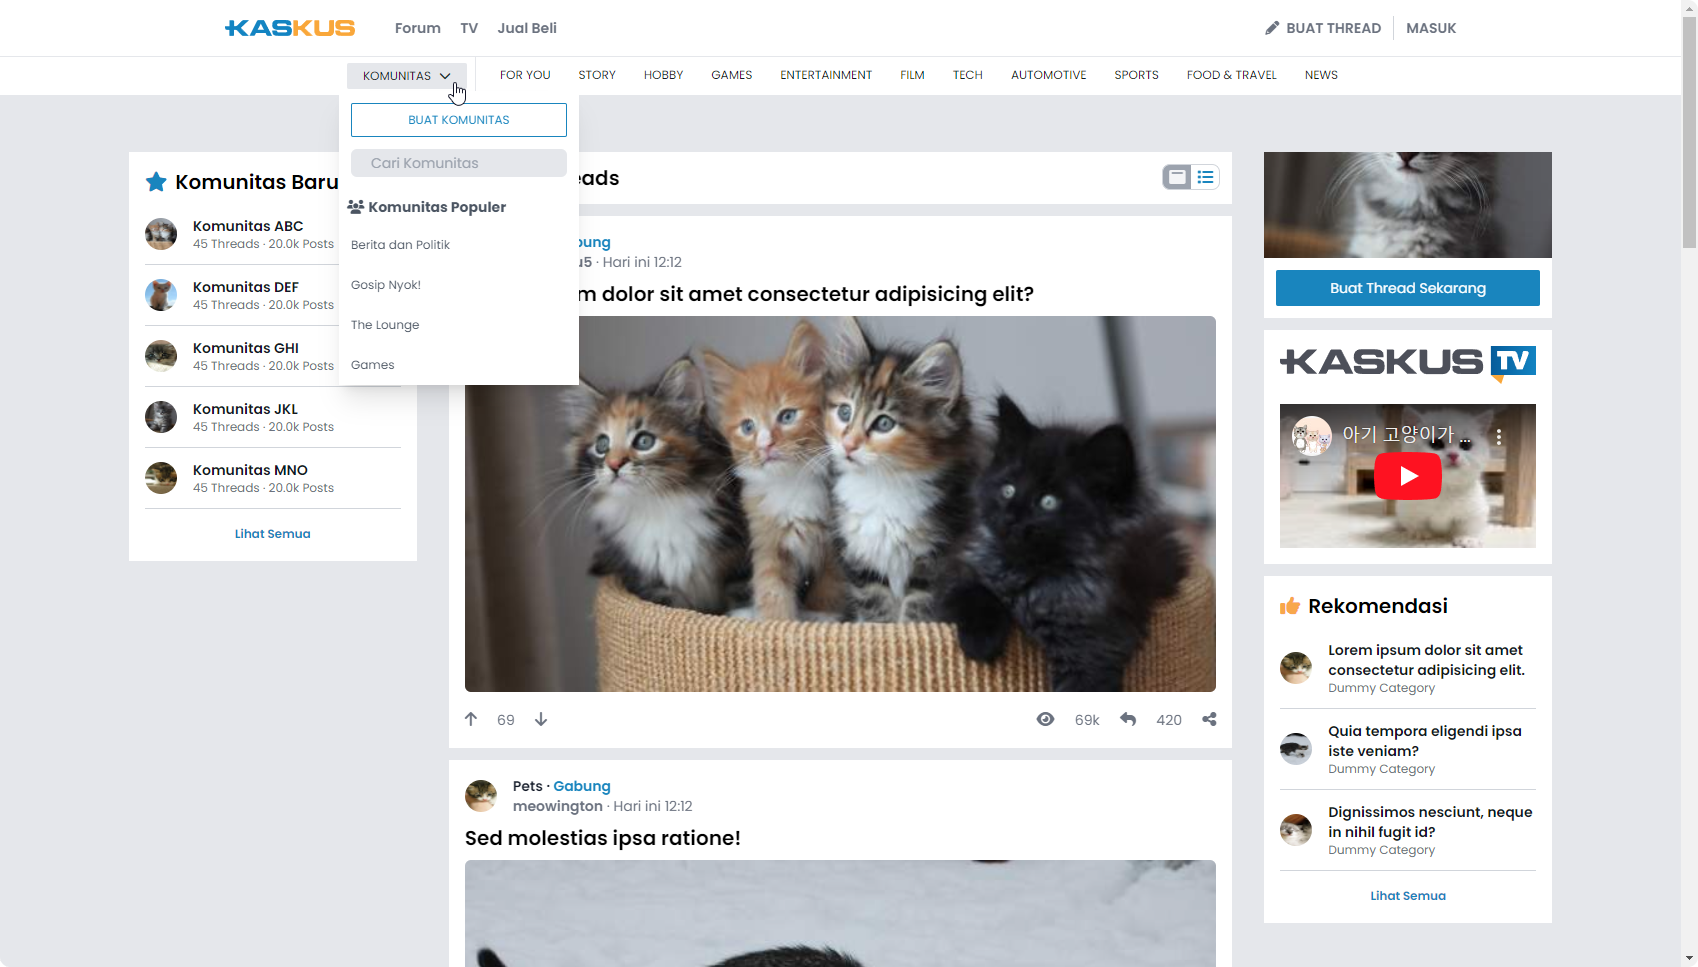 KASKUS
Forum TV Jual Beli
BUAT THREAD MASUK
KOMUNITAS FOR YOU STORY HOBBY GAMES ENTERTAINMENT FILM TECH AUTOMOTIVE SPORTS FOOD & TRAVEL NEWS
BUAT KOMUNITAS
Cari Komunitas
Komunitas Populer
Berita dan Politik
Gosip Nyok!
The Lounge
Games
Komunitas Baru
Komunitas ABC
45 Threads · 20.0k Posts
Komunitas DEF
45 Threads · 20.0k Posts
Komunitas GHI
45 Threads · 20.0k Posts
Komunitas JKL
45 Threads · 20.0k Posts
Komunitas MNO
45 Threads · 20.0k Posts
Lihat Semua
eads
bung
u5 · Hari ini 12:12
m dolor sit amet consectetur adipisicing elit?
69
69k 420
Pets · Gabung
meowington · Hari ini 12:12
Sed molestias ipsa ratione!
Buat Thread Sekarang
KASKUS TV
아기 고양이가 ...
Rekomendasi
Lorem ipsum dolor sit amet
consectetur adipisicing elit.
Dummy Category
Quia tempora eligendi ipsa
iste veniam?
Dummy Category
Dignissimos nesciunt, neque
in nihil fugit id?
Dummy Category
Lihat Semua